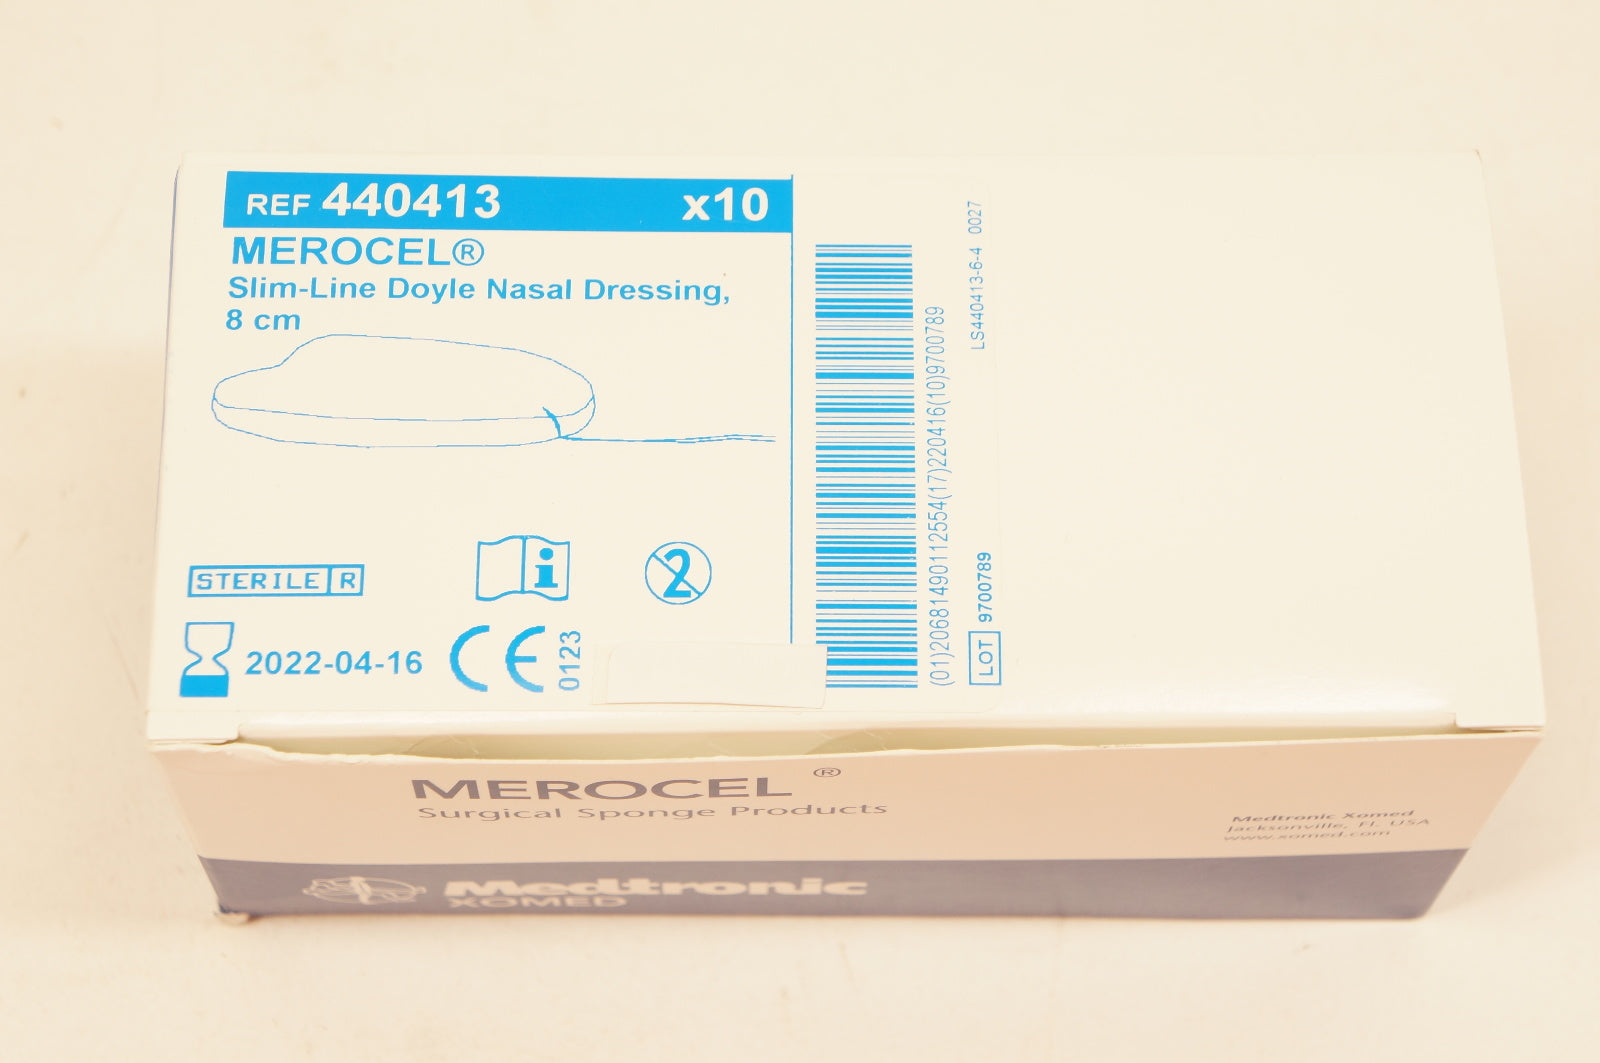 REF 440413 x10
MEROCEL®
Slim-Line Doyle Nasal Dressing,
8 cm
STERILE R
i
2
2022-04-16
CE 0123
(01)20681490112554(17)220416(10)9700789
LS440413-6-4 0027
LOT 9700789
MEROCEL®
Surgical Sponge Products
Medtronic Xomed
Jacksonville, FL USA
www.xomed.com
Medtronic
XOMED